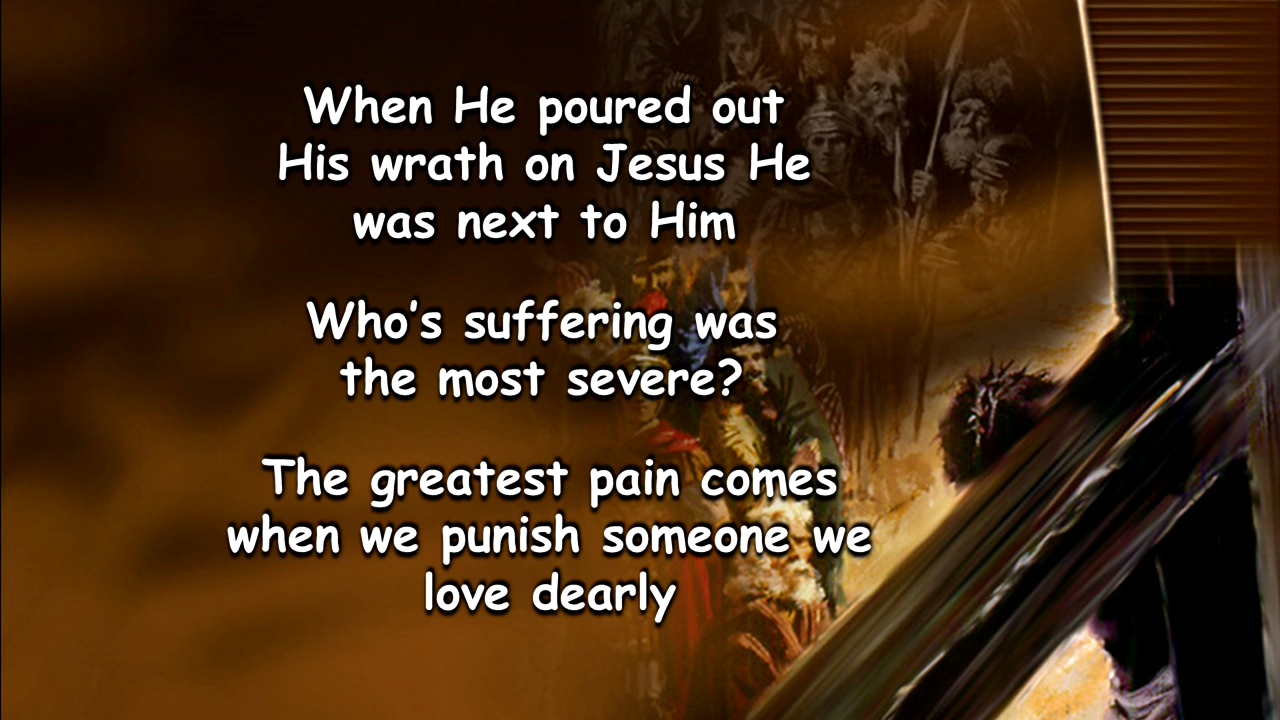 When He poured out
His wrath on Jesus He
was next to Him
Who's suffering was
the most severe?
The greatest pain comes
when we punish someone we
love dearly